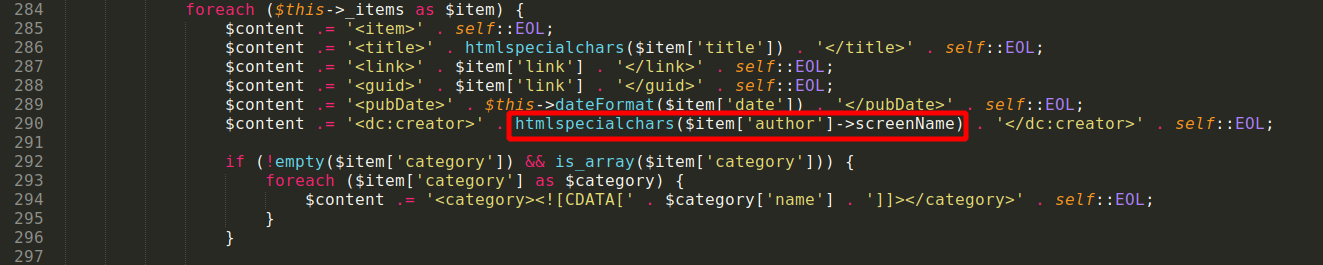 284 foreach ($this->_items as $item) {
285 $content .= '<item>' . self::EOL;
286 $content .= '<title>' . htmlspecialchars($item['title']) . '</title>' . self::EOL;
287 $content .= '<link>' . $item['link'] . '</link>' . self::EOL;
288 $content .= '<guid>' . $item['link'] . '</guid>' . self::EOL;
289 $content .= '<pubDate>' . $this->dateFormat($item['date']) . '</pubDate>' . self::EOL;
290 $content .= '<dc:creator>' . htmlspecialchars($item['author']->screenName) . '</dc:creator>' . self::EOL;
291
292 if (!empty($item['category']) && is_array($item['category'])) {
293 foreach ($item['category'] as $category) {
294 $content .= '<category><![CDATA[' . $category['name'] . ']]></category>' . self::EOL;
295 }
296 }
297